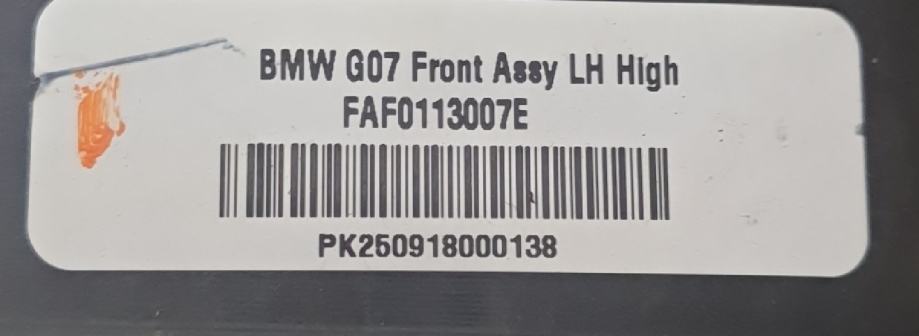 BMW G07 Front Assy LH High
FAF0113007E
PK250918000138